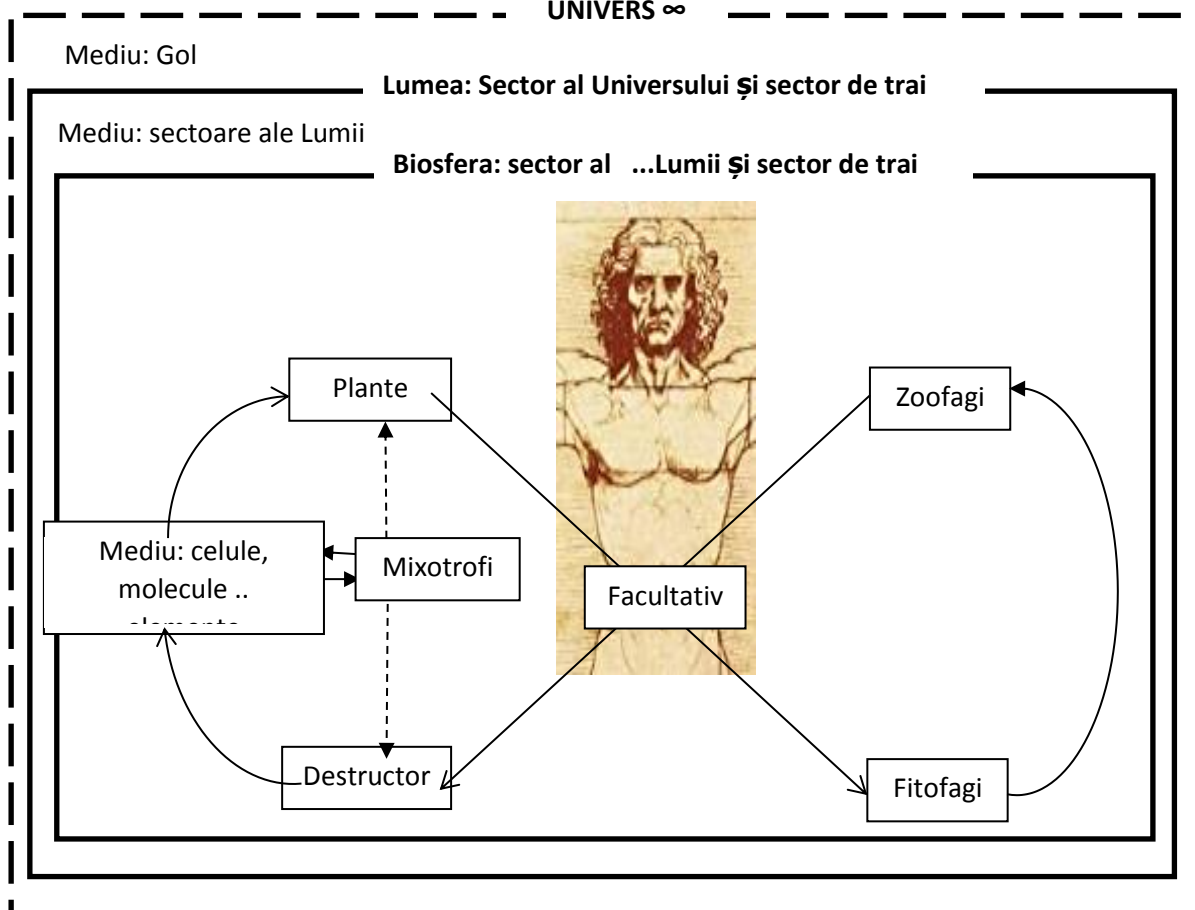 UNIVERS ∞
Mediu: Gol
Lumea: Sector al Universului și sector de trai
Mediu: sectoare ale Lumii
Biosfera: sector al ...Lumii și sector de trai
Plante
Zoofagi
Mediu: celule,
molecule ..
Mixotrofi
Facultativ
Destructor
Fitofagi